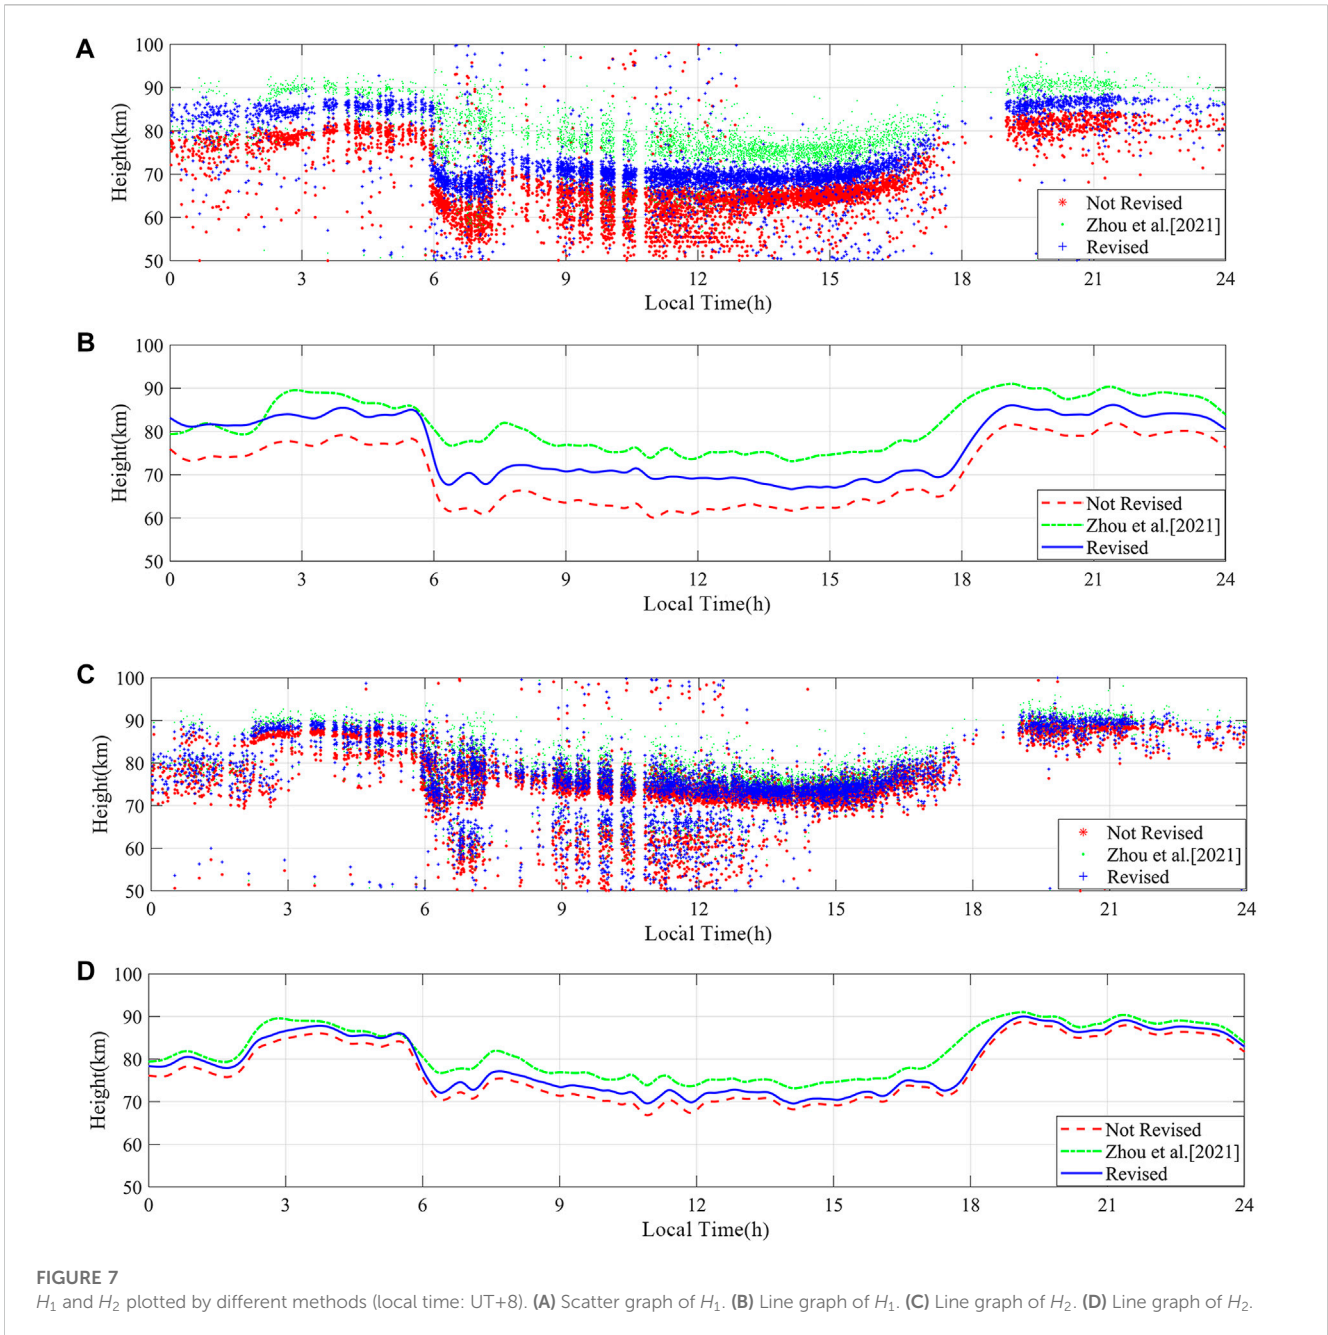 A
100
90
80
70
60
50
Height(km)
Not Revised
Zhou et al.[2021]
Revised
0 3 6 9 12 15 18 21 24
Local Time(h)
B
100
90
80
70
60
50
Height(km)
Not Revised
Zhou et al.[2021]
Revised
0 3 6 9 12 15 18 21 24
Local Time(h)
C
100
90
80
70
60
50
Height(km)
Not Revised
Zhou et al.[2021]
Revised
0 3 6 9 12 15 18 21 24
Local Time(h)
D
100
90
80
70
60
50
Height(km)
Not Revised
Zhou et al.[2021]
Revised
0 3 6 9 12 15 18 21 24
Local Time(h)
FIGURE 7
H₁ and H₂ plotted by different methods (local time: UT+8). (A) Scatter graph of H₁. (B) Line graph of H₁. (C) Line graph of H₂. (D) Line graph of H₂.